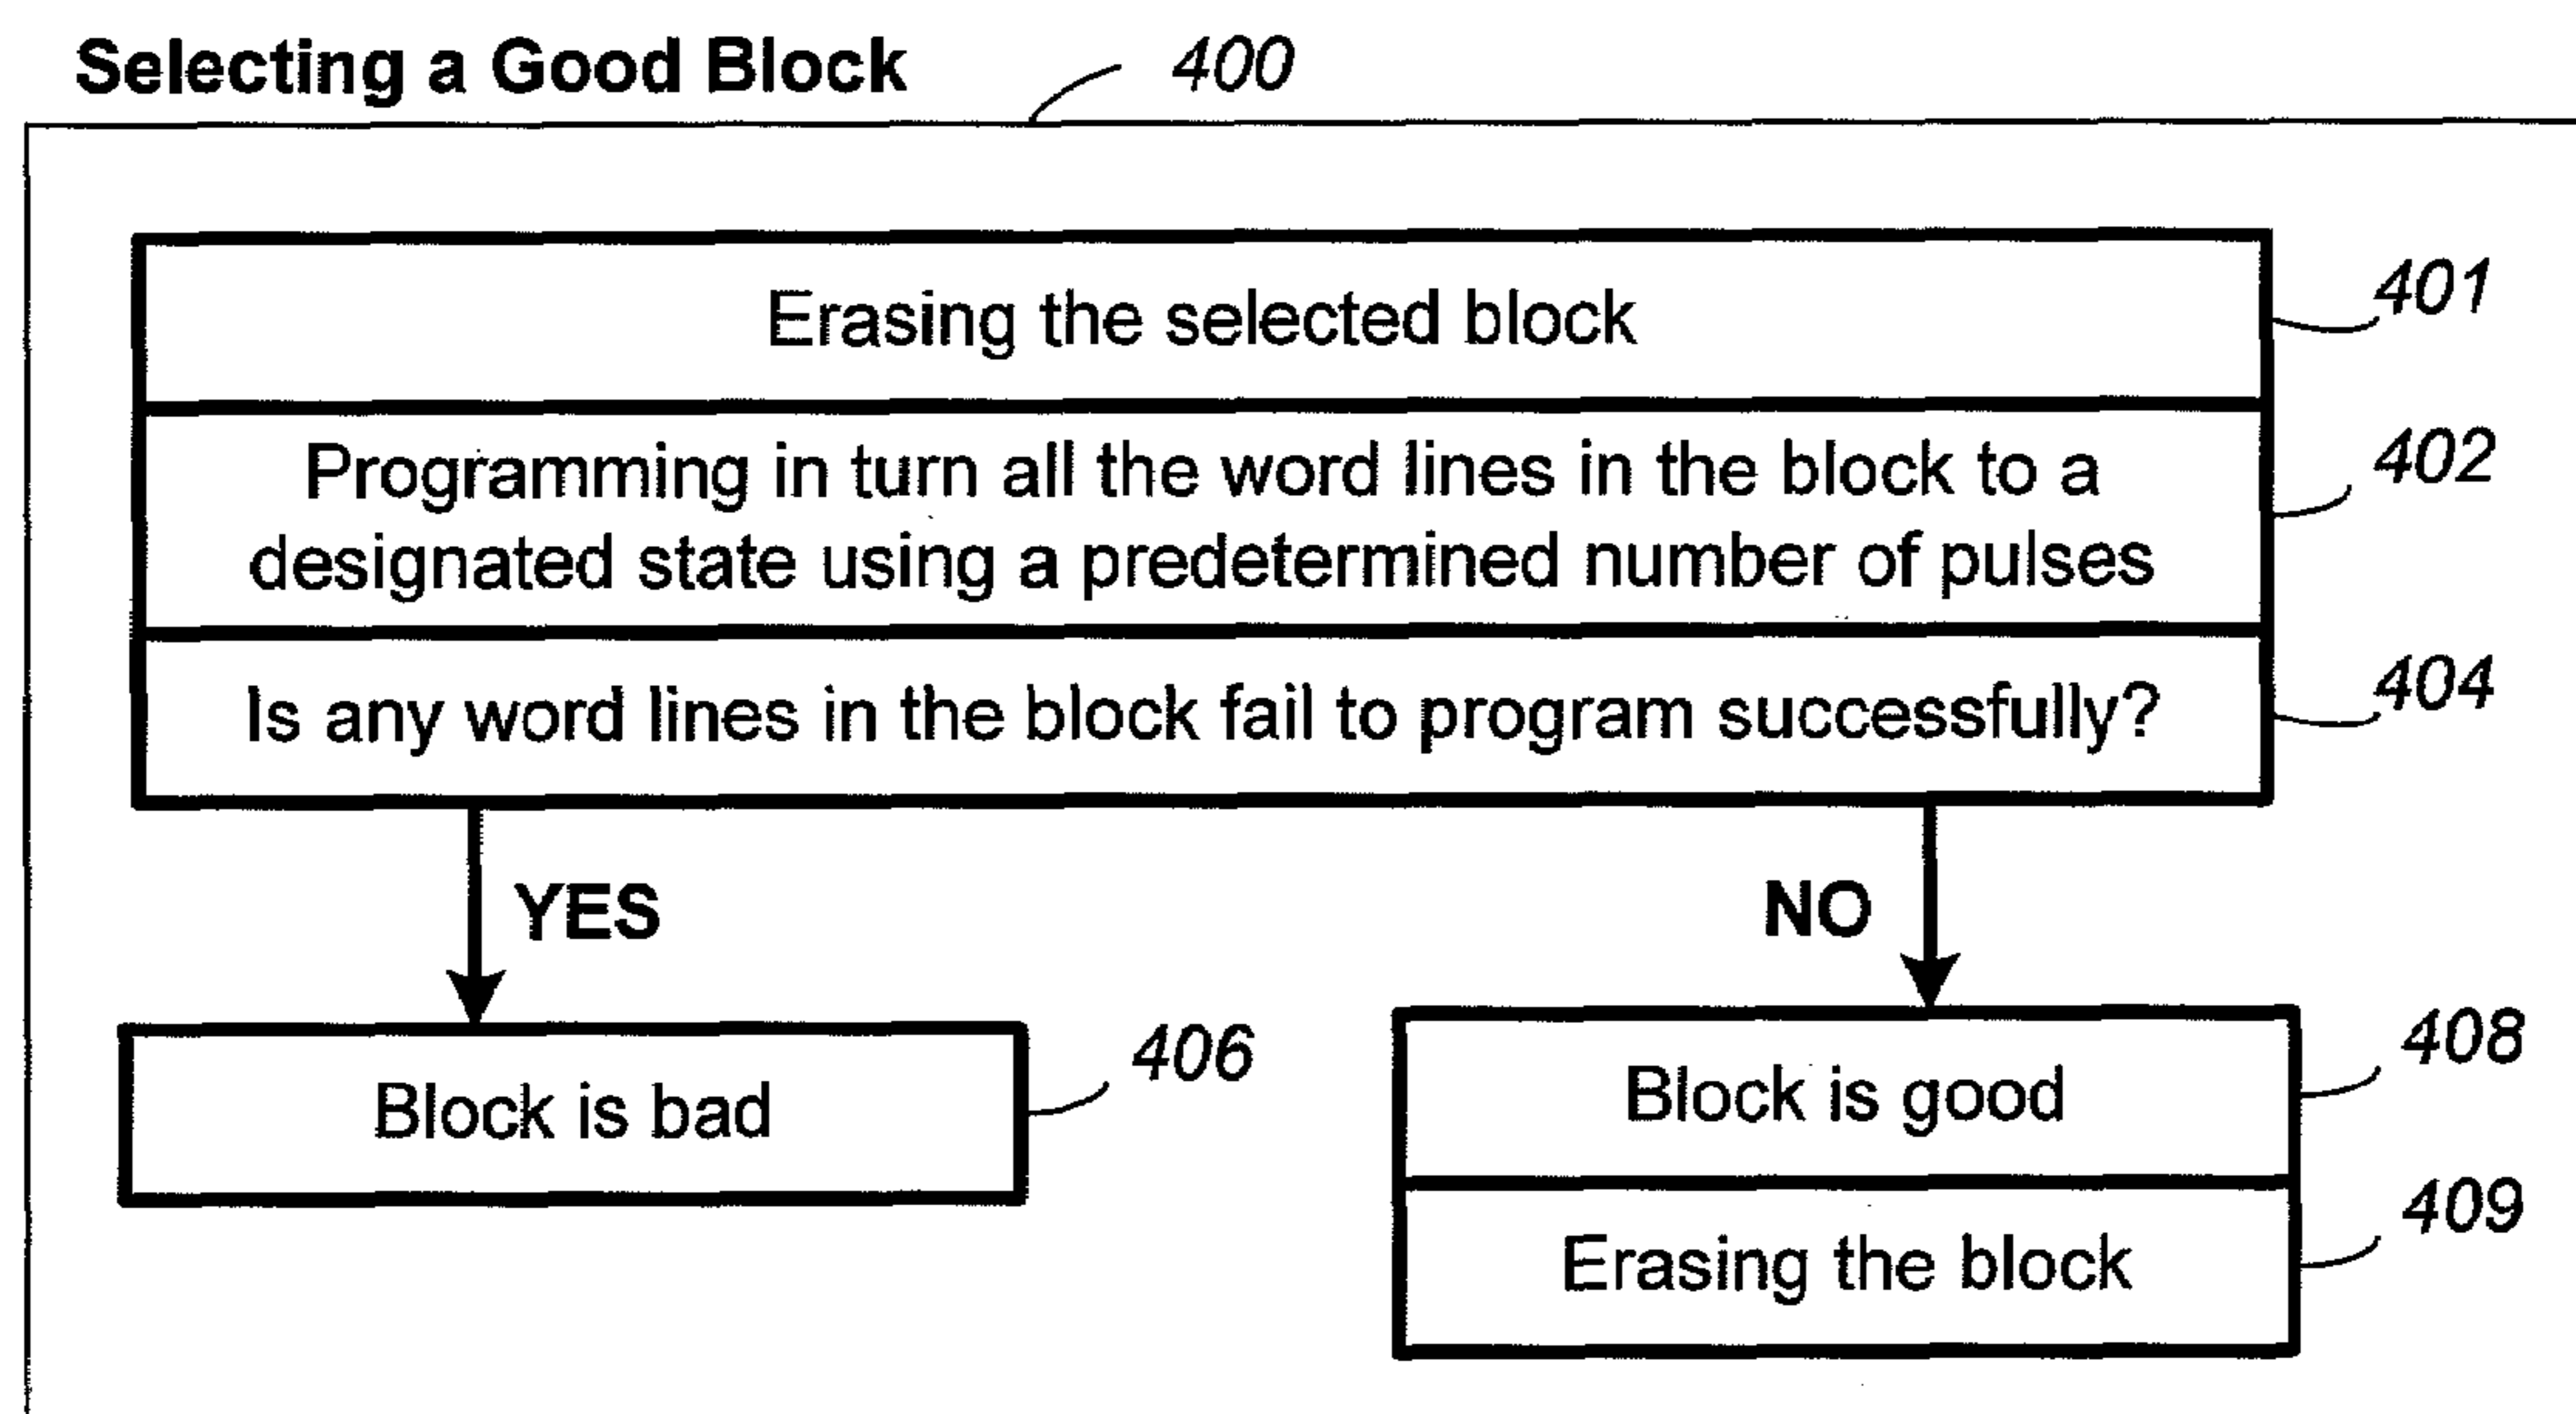 Selecting a Good Block
400
Erasing the selected block
401
Programming in turn all the word lines in the block to a
designated state using a predetermined number of pulses
402
Is any word lines in the block fail to program successfully?
404
YES
NO
Block is bad
406
Block is good
408
Erasing the block
409